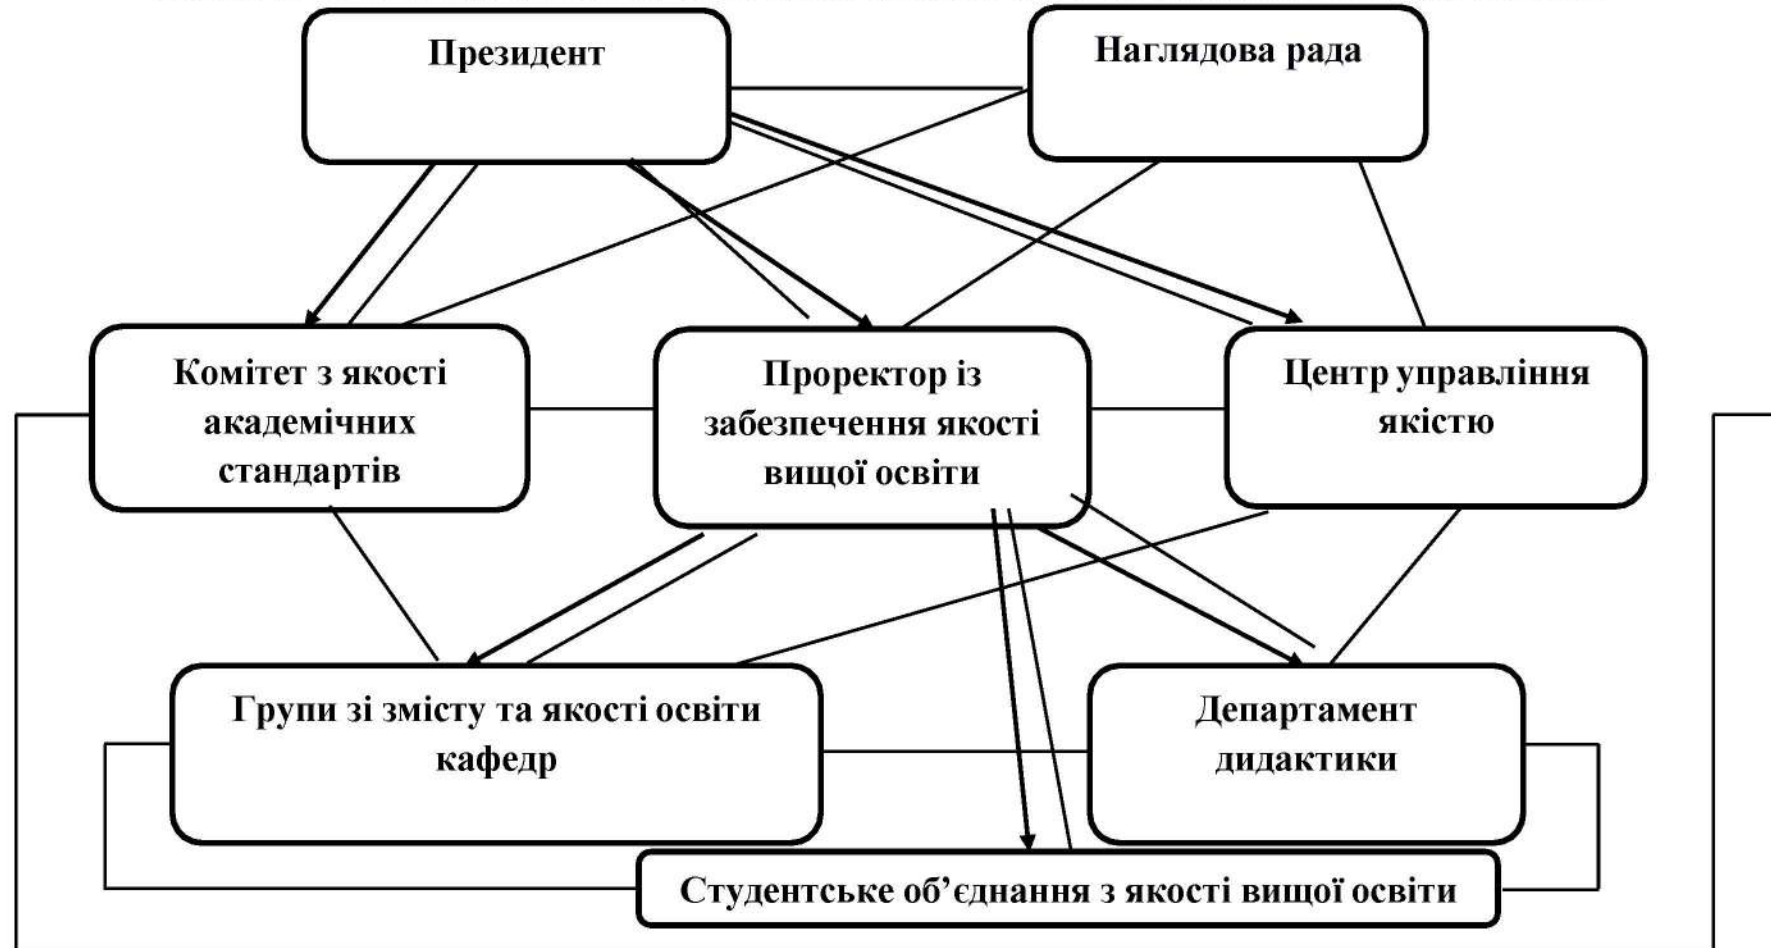 Президент
Наглядова рада
Комітет з якості
академічних
стандартів
Проректор із
забезпечення якості
вищої освіти
Центр управління
якістю
Групи зі змісту та якості освіти
кафедр
Департамент
дидактики
Студентське об’єднання з якості вищої освіти